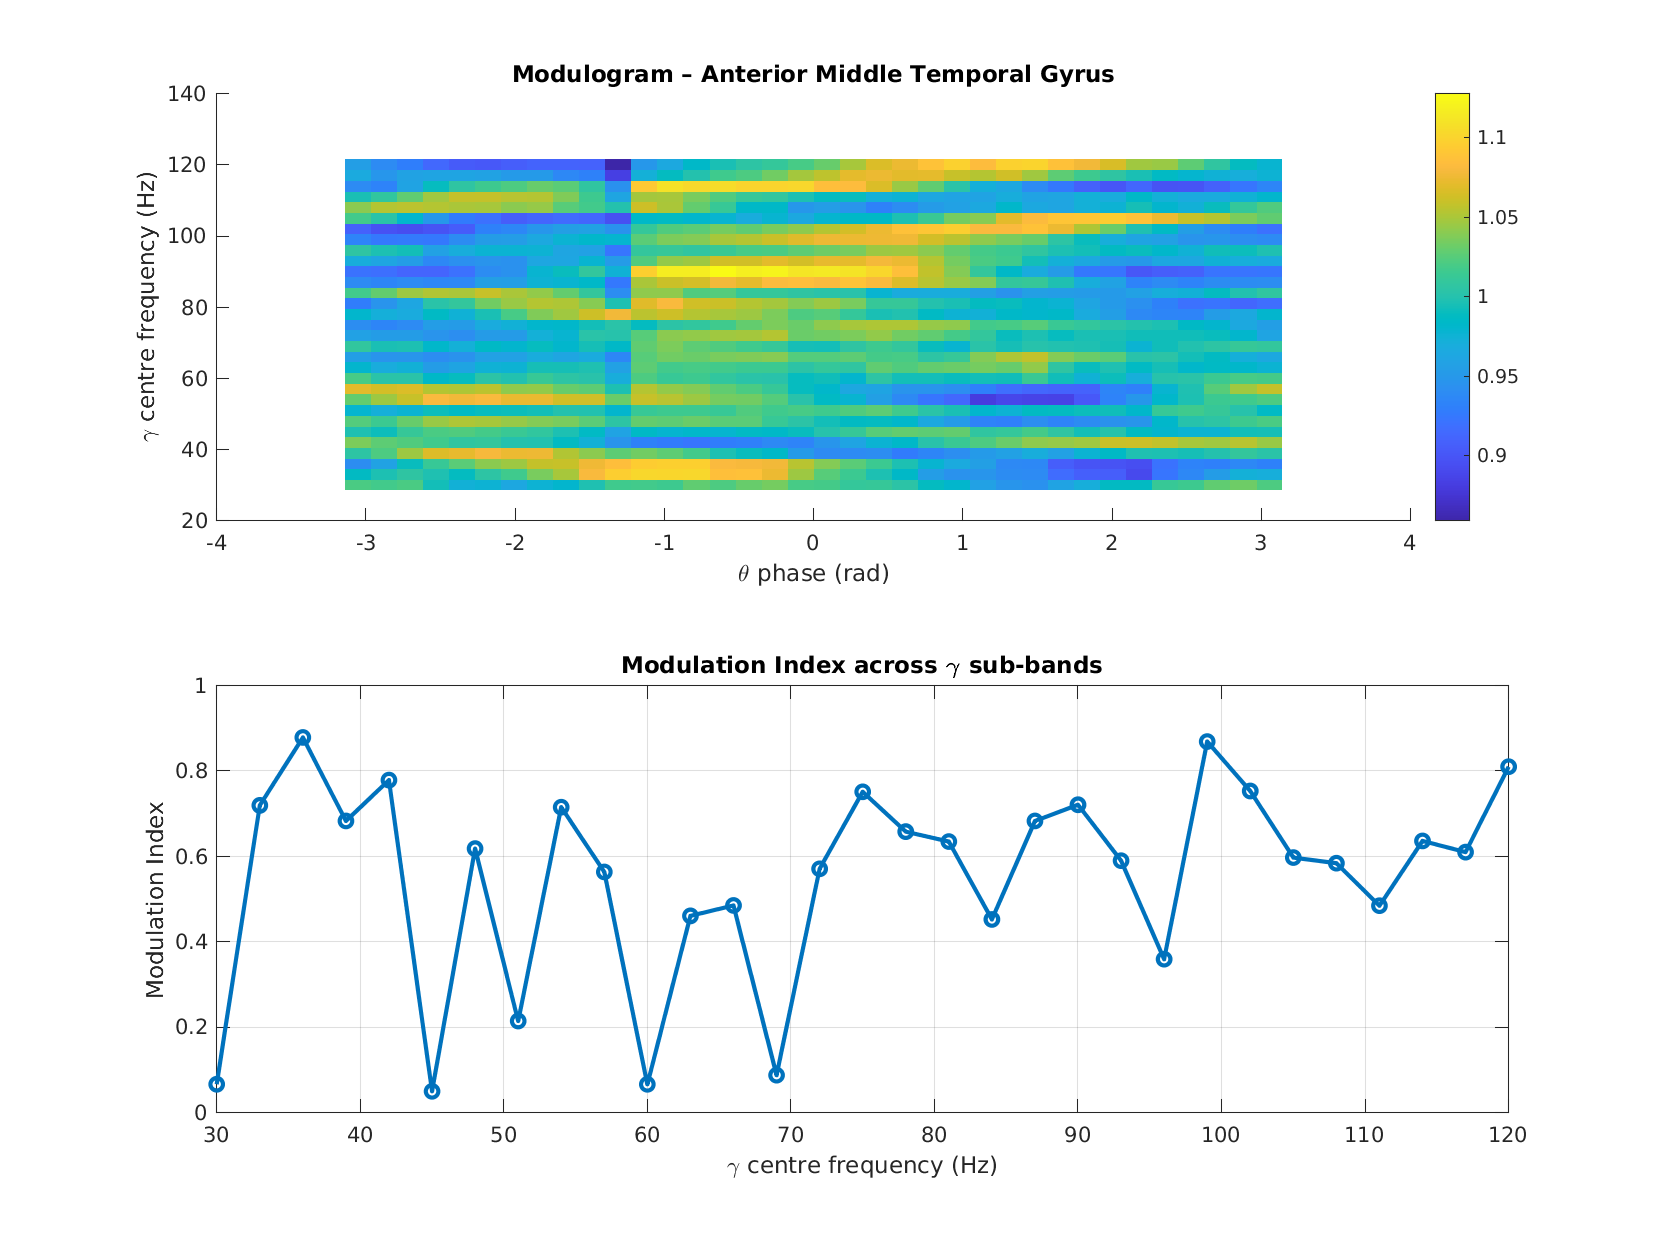 Modulogram – Anterior Middle Temporal Gyrus
140
120
100
80
60
40
20
γ centre frequency (Hz)
-4 -3 -2 -1 0 1 2 3 4
θ phase (rad)
1.1
1.05
1
0.95
0.9
Modulation Index across γ sub-bands
1
0.8
0.6
0.4
0.2
0
Modulation Index
30 40 50 60 70 80 90 100 110 120
γ centre frequency (Hz)